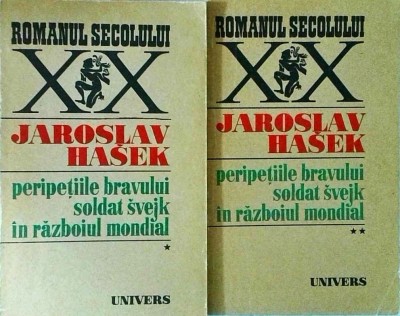 ROMANUL SECOLULUI
XX
JAROSLAV
HAŠEK
peripețiile bravului
soldat švejk
în războiul mondial
*
UNIVERS
ROMANUL SECOLULUI
XX
JAROSLAV
HAŠEK
peripețiile bravului
soldat švejk
în războiul mondial
**
UNIVERS